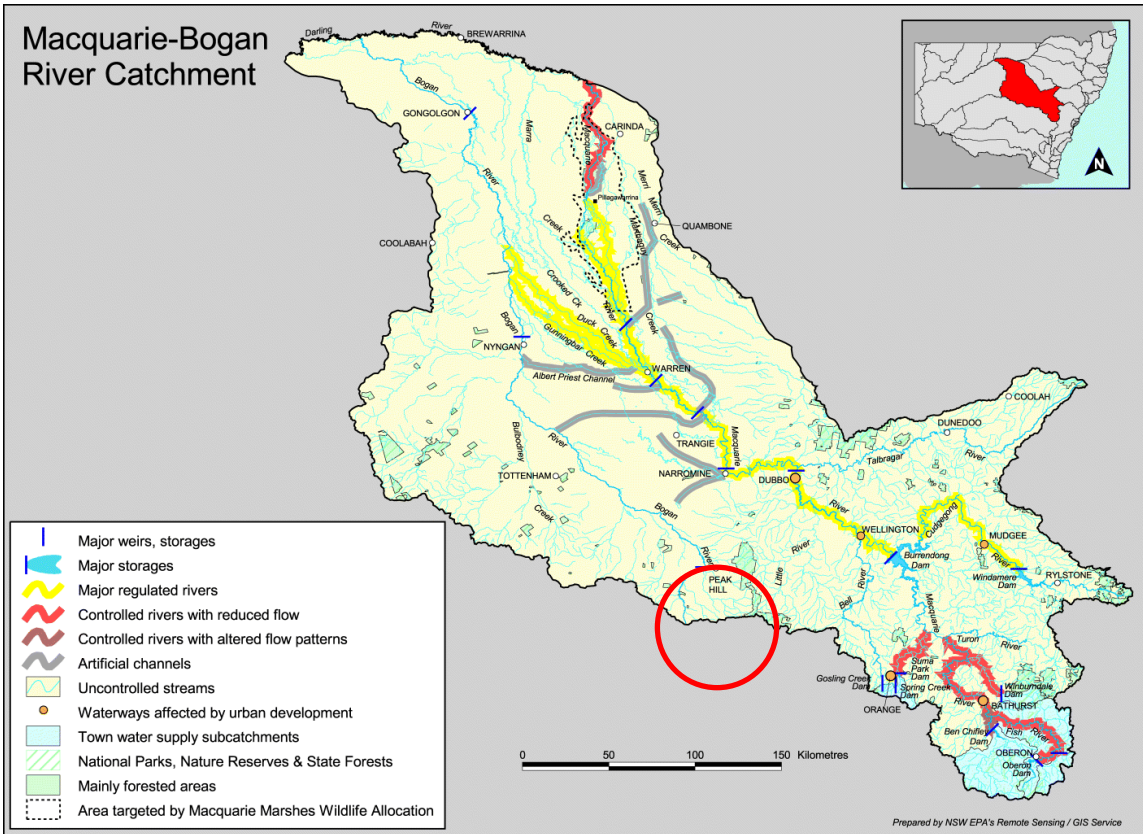 Macquarie-Bogan
River Catchment
Darling
River
BREWARRINA
Bogan
GONGOLGON
Marra
Macquarie
CARINDA
N
River
Merri
Merri
Creek
Pillagawarrina
Marthaguy
QUAMBONE
COOLABAH
Creek
Crooked Ck
River
Duck Creek
Creek
Gunningbar
Creek
Bogan
NYNGAN
WARREN
Albert Priest Channel
COOLAH
Bulbodney
River
TRANGIE
Macquarie
DUNEDOO
Talbragar
River
TOTTENHAM
NARROMINE
DUBBO
Creek
Bogan
River
WELLINGTON
Cudgegong
MUDGEE
River
River
Little
River
Burrendong
Dam
Windamere
Dam
RYLSTONE
PEAK
HILL
Bell
River
Macquarie
Turon
River
Suma
Park
Dam
Gosling Creek
Dam
Spring Creek
Dam
Winburndale
Dam
ORANGE
River
BATHURST
Ben Chifley
Dam
Fish
River
OBERON
Oberon
Dam
Major weirs, storages
Major storages
Major regulated rivers
Controlled rivers with reduced flow
Controlled rivers with altered flow patterns
Artificial channels
Uncontrolled streams
Waterways affected by urban development
Town water supply subcatchments
National Parks, Nature Reserves & State Forests
Mainly forested areas
Area targeted by Macquarie Marshes Wildlife Allocation
0 50 100 150 Kilometres
Prepared by NSW EPA's Remote Sensing / GIS Service